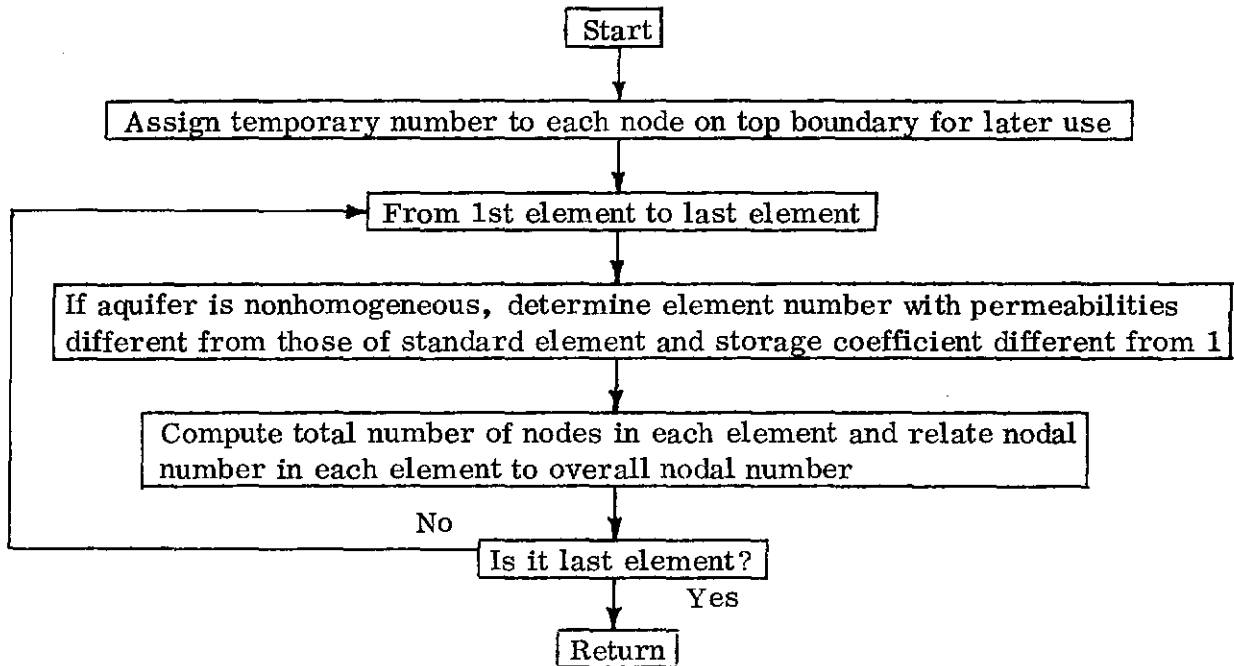 Start
Assign temporary number to each node on top boundary for later use
From 1st element to last element
If aquifer is nonhomogeneous, determine element number with permeabilities
different from those of standard element and storage coefficient different from 1
Compute total number of nodes in each element and relate nodal
number in each element to overall nodal number
No
Is it last element?
Yes
Return